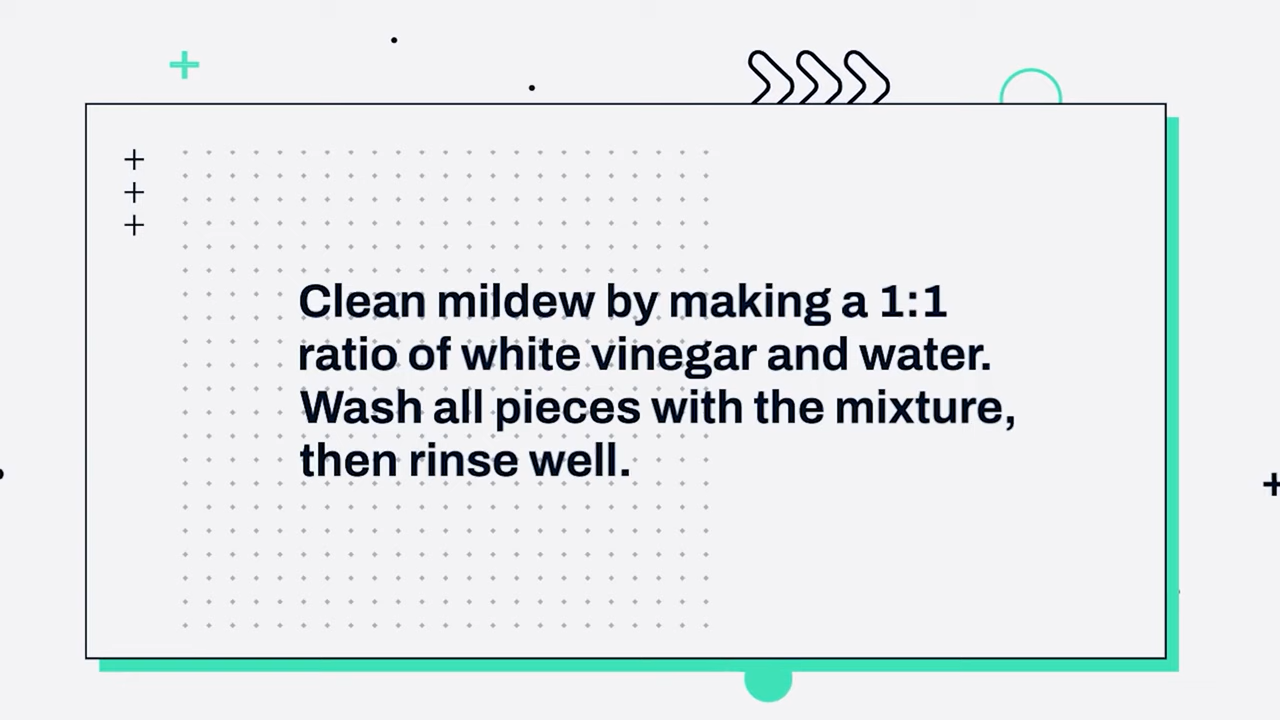 Clean mildew by making a 1:1
ratio of white vinegar and water.
Wash all pieces with the mixture,
then rinse well.